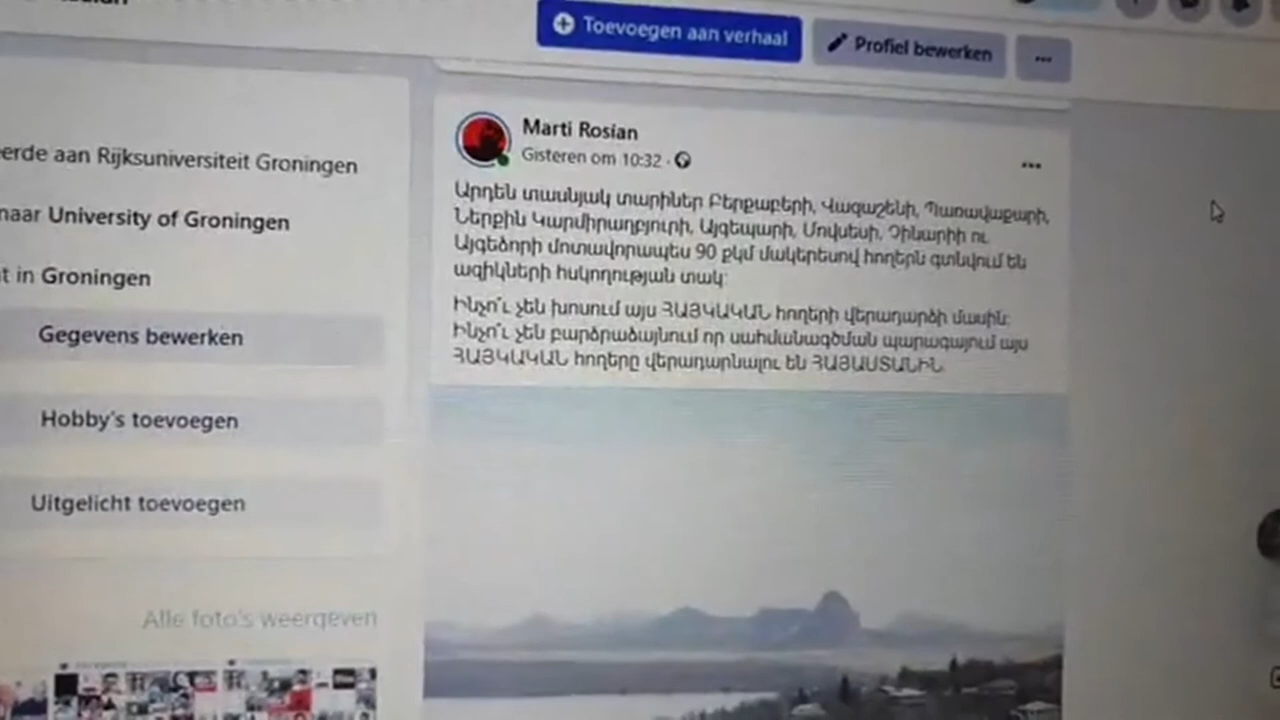 Toevoegen aan verhaal
Profiel bewerken
erde aan Rijksuniversiteit Groningen
naar University of Groningen
t in Groningen
Gegevens bewerken
Hobby's toevoegen
Uitgelicht toevoegen
Alle foto's weergeven
Marti Rosian
Gisteren om 10:32 ·
Արդեն տասնյակ տարիներ Բերքաբերի, Վազաշենի, Պառավաքարի,
Ներքին Կարմիրաղբյուրի, Այգեպարի, Մովսեսի, Չինարիի ու
Այգեձորի մոտավորապես 90 քկմ մակերեսով հողերն գտնվում են
ազիկների հսկողության տակ:
Ինչո՞ւ չեն խոսում այս ՀԱՅԿԱԿԱՆ հողերի վերադարձի մասին:
Ինչո՞ւ չեն բարձրաձայնում որ սահմանագծման պարագայում այս
ՀԱՅԿԱԿԱՆ հողերը վերադառնալու են ՀԱՅԱՍՏԱՆԻՆ.